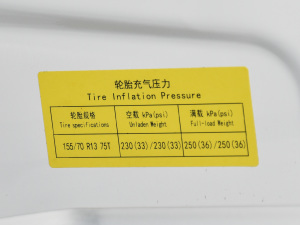 轮胎充气压力
Tire Inflation Pressure
轮胎规格 空载 kPa(psi) 满载 kPa(psi)
Tire specifications Unladen Weight Full-load Weight
155/70 R13 75T 230(33)/230(33) 250(36)/250(36)